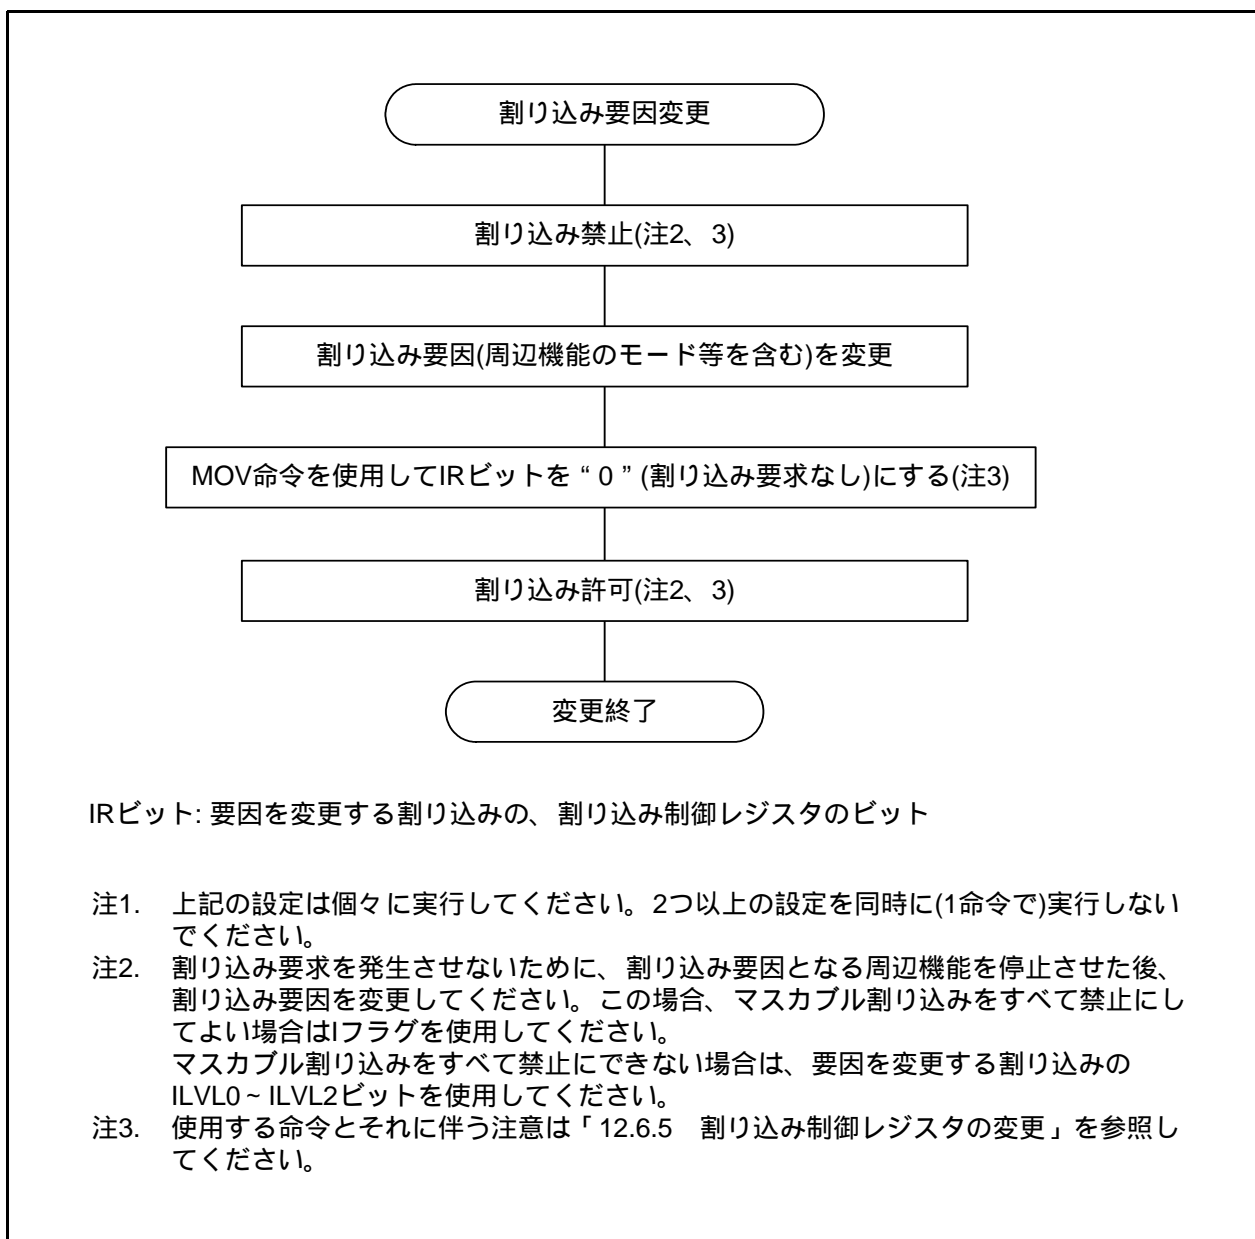 割り込み要因変更
割り込み禁止(注2、3)
割り込み要因(周辺機能のモード等を含む)を変更
MOV命令を使用してIRビットを“0”(割り込み要求なし)にする(注3)
割り込み許可(注2、3)
変更終了
IRビット: 要因を変更する割り込みの、割り込み制御レジスタのビット
注1. 上記の設定は個々に実行してください。2つ以上の設定を同時に(1命令で)実行しない
でください。
注2. 割り込み要求を発生させないために、割り込み要因となる周辺機能を停止させた後、
割り込み要因を変更してください。この場合、マスカブル割り込みをすべて禁止にし
てよい場合はIフラグを使用してください。
マスカブル割り込みをすべて禁止にできない場合は、要因を変更する割り込みの
ILVL0~ILVL2ビットを使用してください。
注3. 使用する命令とそれに伴う注意は「12.6.5 割り込み制御レジスタの変更」を参照し
てください。